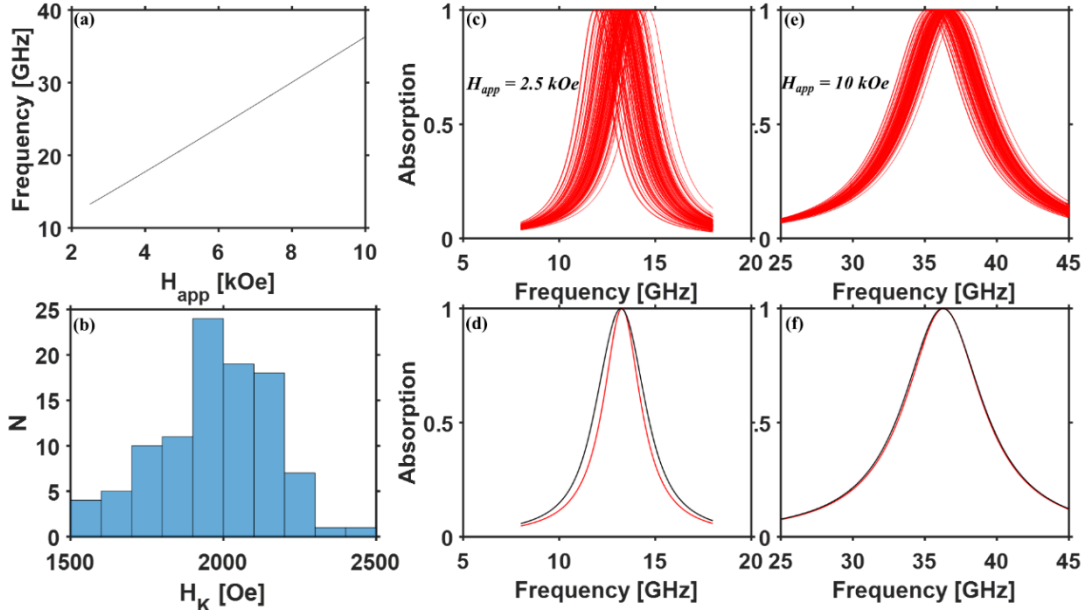 (a)
Frequency [GHz]
40
30
20
10
2
4
6
8
10
H_app [kOe]
(b)
N
25
20
15
10
5
0
1500
2000
2500
H_K [Oe]
(c)
H_app = 2.5 kOe
Absorption
1
0.5
0
5
10
15
20
Frequency [GHz]
(e)
H_app = 10 kOe
1
.5
0
25
30
35
40
45
Frequency [GHz]
(d)
Absorption
1
0.5
0
5
10
15
20
Frequency [GHz]
(f)
1
.5
0
25
30
35
40
45
Frequency [GHz]